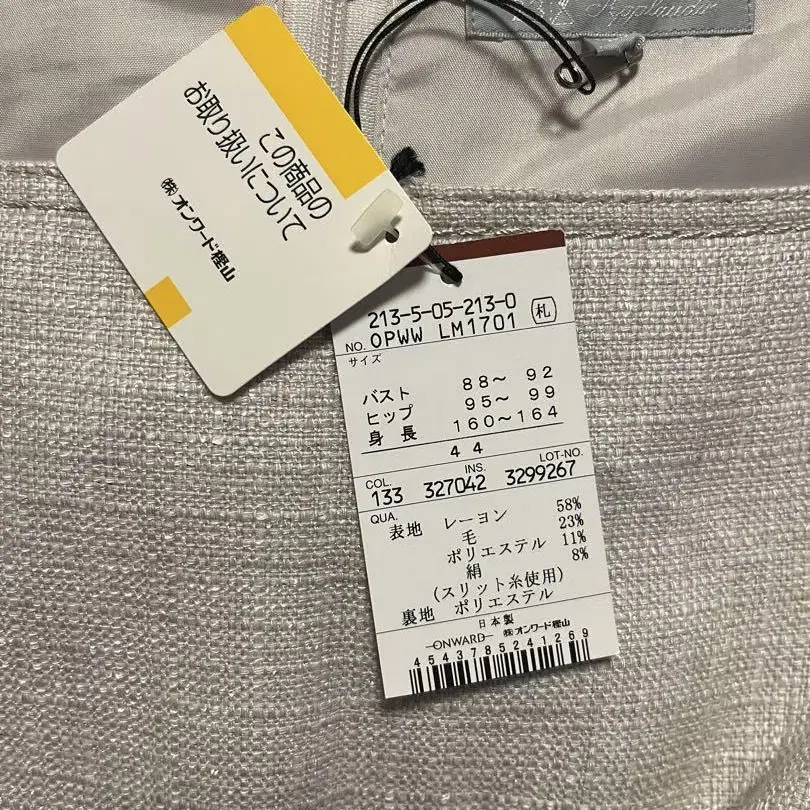 Applaudir
この商品の
お取り扱いについて
(株)オンワード樫山
213-5-05-213-0
NO. OPWW LM1701 札
サイズ
バスト 88～ 92
ヒップ 95～ 99
身長 160～164
44
COL. INS. LOT-NO.
133 327042 3299267
QUA.
表地 レーヨン 58%
毛 23%
ポリエステル 11%
絹 8%
(スリット糸使用)
裏地 ポリエステル
日本製
ONWARD (株)オンワード樫山
4543785241269